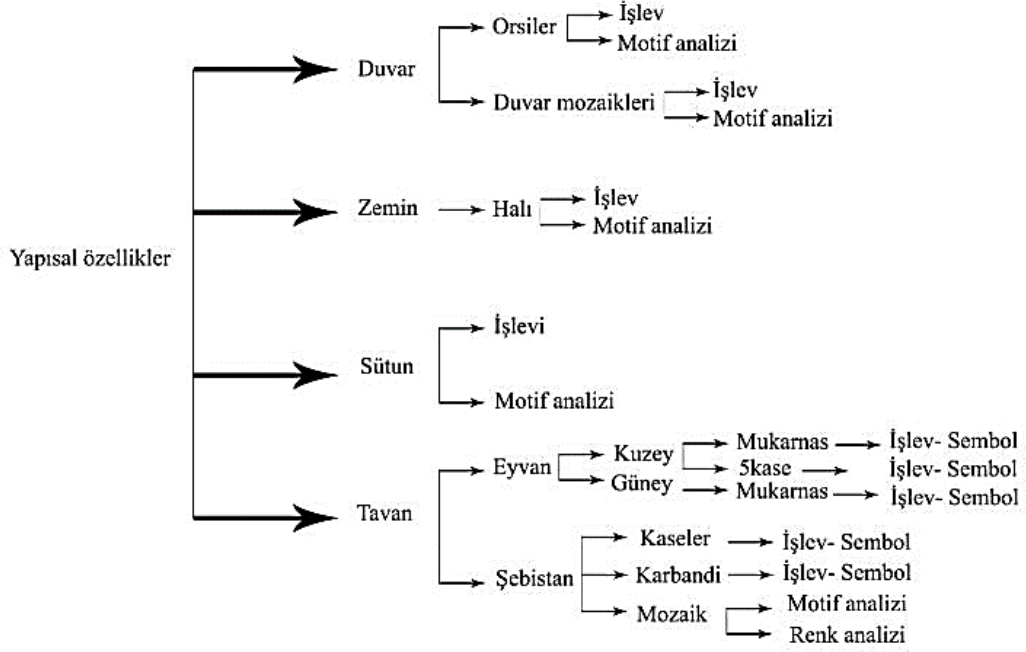 Yapısal özellikler
Duvar
Orsiler
İşlev
Motif analizi
Duvar mozaikleri
İşlev
Motif analizi
Zemin
Halı
İşlev
Motif analizi
Sütun
İşlevi
Motif analizi
Tavan
Eyvan
Kuzey
Mukarnas
İşlev- Sembol
5kase
İşlev- Sembol
Güney
Mukarnas
İşlev- Sembol
Şebistan
Kaseler
İşlev- Sembol
Karbandi
İşlev- Sembol
Mozaik
Motif analizi
Renk analizi